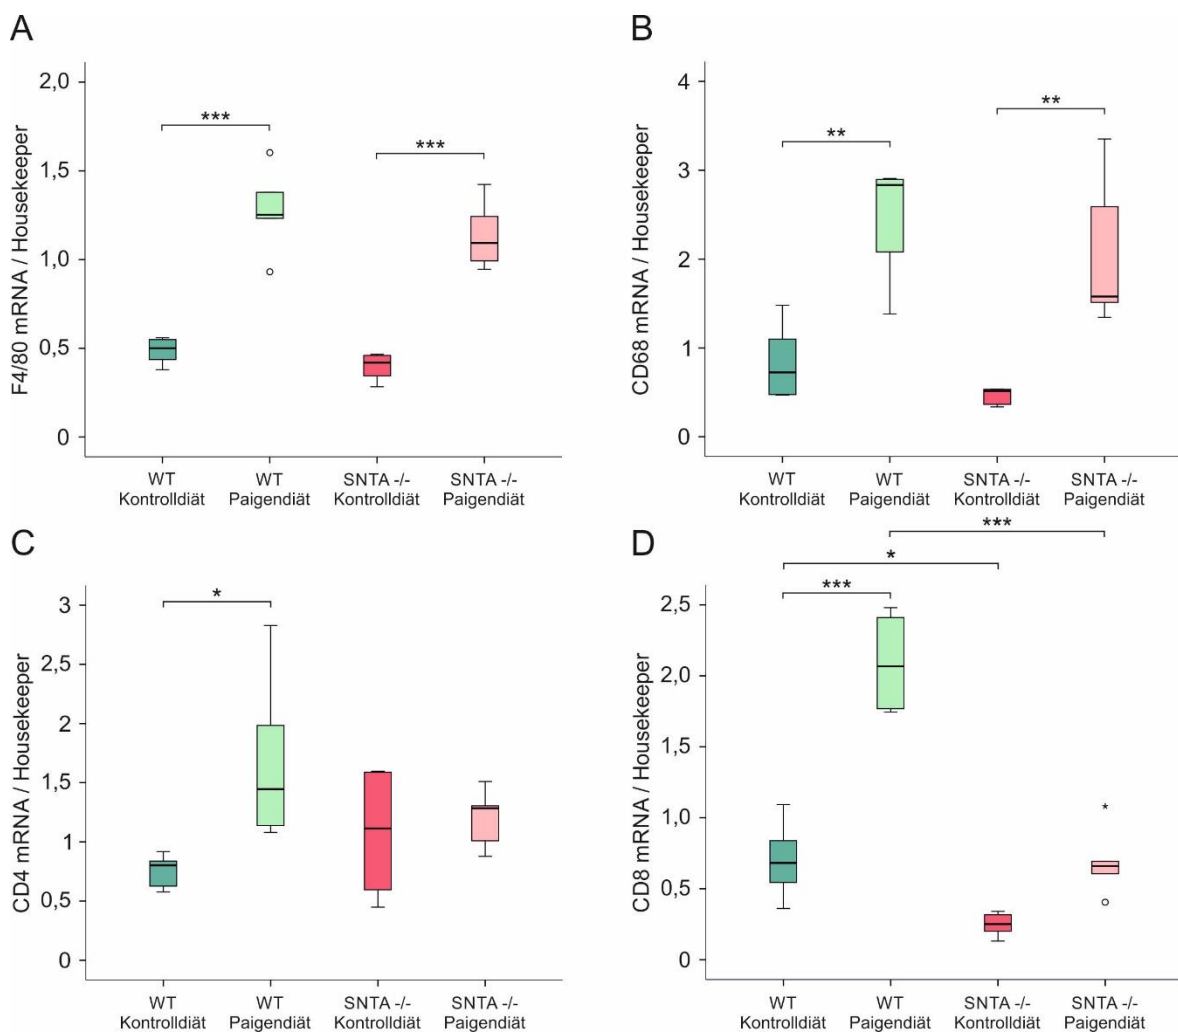 A
F4/80 mRNA / Housekeeper
2,0
1,5
1,0
0,5
0
***
***
WT
Kontrolldiät
WT
Paigendiät
SNTA -/-
Kontrolldiät
SNTA -/-
Paigendiät
B
CD68 mRNA / Housekeeper
4
3
2
1
0
**
**
WT
Kontrolldiät
WT
Paigendiät
SNTA -/-
Kontrolldiät
SNTA -/-
Paigendiät
C
CD4 mRNA / Housekeeper
3
2,5
2
1,5
1
0,5
0
*
WT
Kontrolldiät
WT
Paigendiät
SNTA -/-
Kontrolldiät
SNTA -/-
Paigendiät
D
CD8 mRNA / Housekeeper
2,5
2,0
1,5
1,0
0,5
0
***
*
***
*
WT
Kontrolldiät
WT
Paigendiät
SNTA -/-
Kontrolldiät
SNTA -/-
Paigendiät